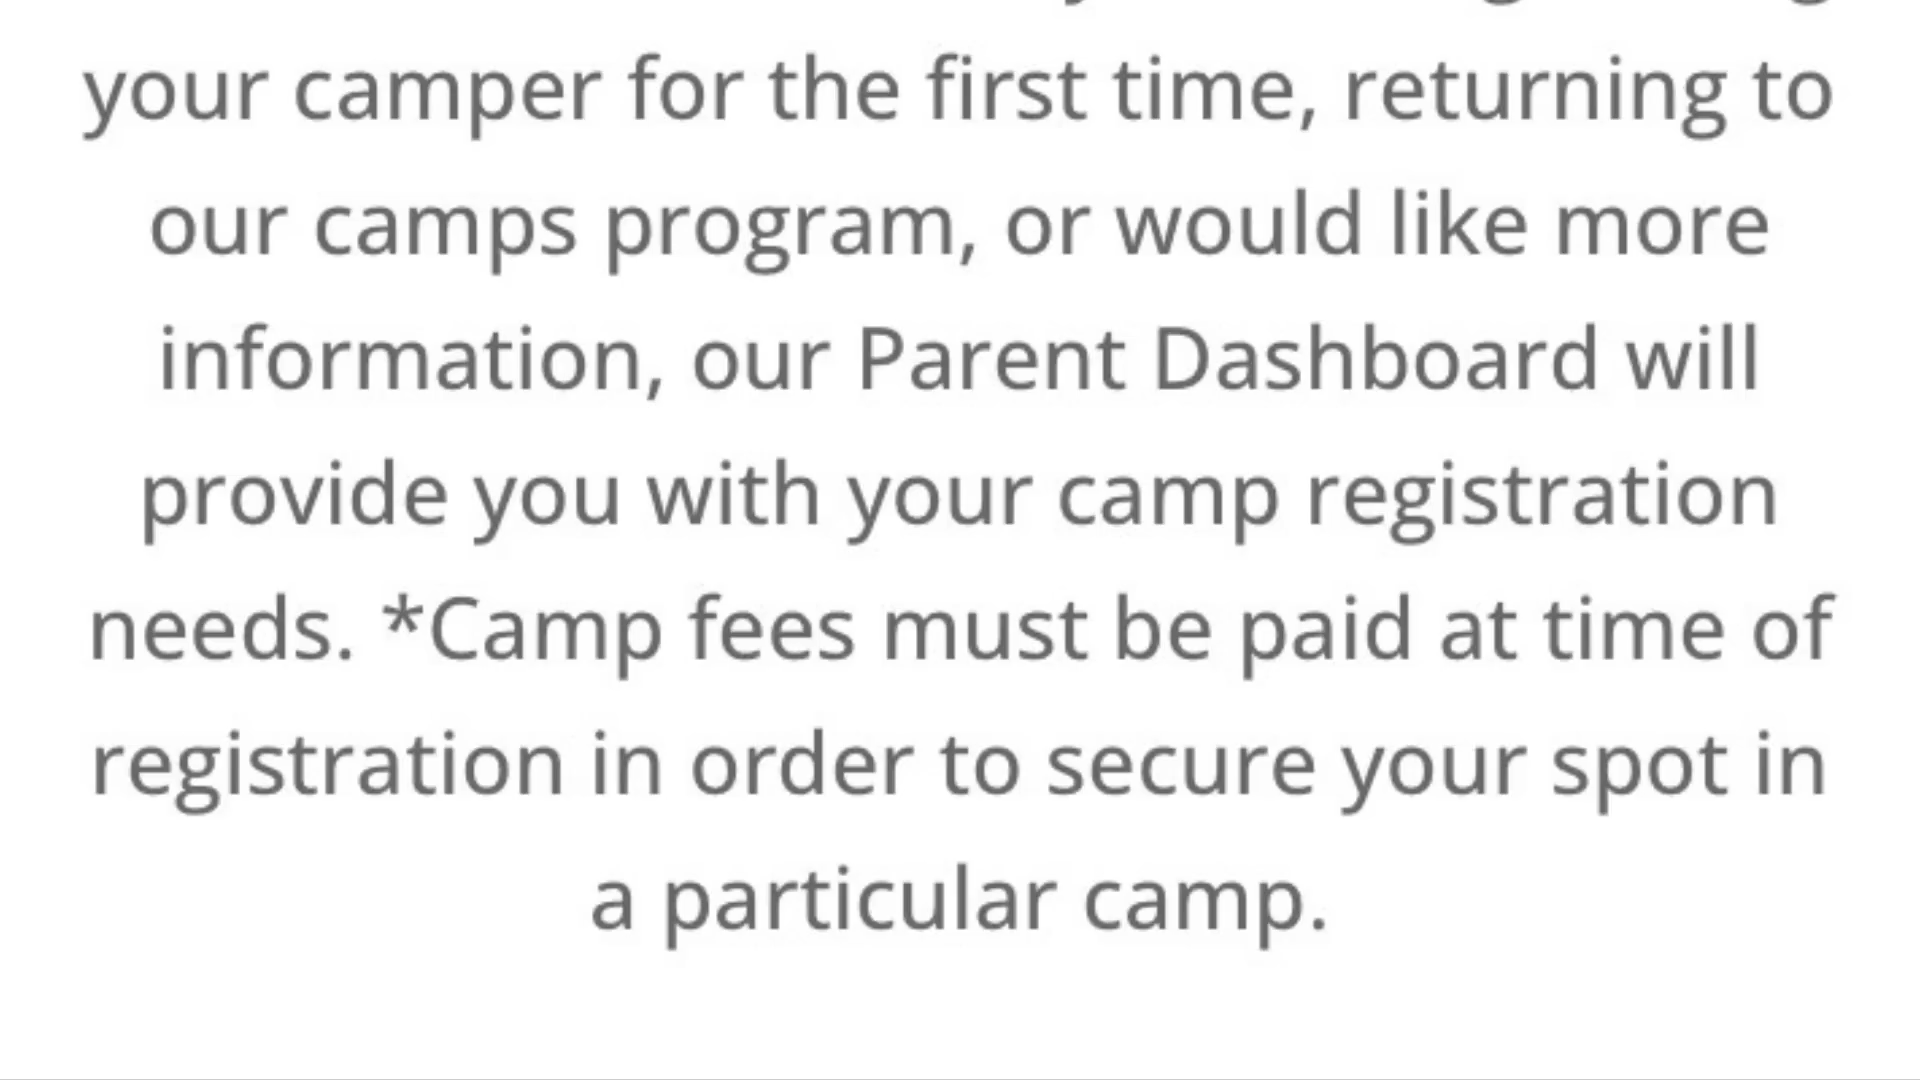 your camper for the first time, returning to
our camps program, or would like more
information, our Parent Dashboard will
provide you with your camp registration
needs. *Camp fees must be paid at time of
registration in order to secure your spot in
a particular camp.